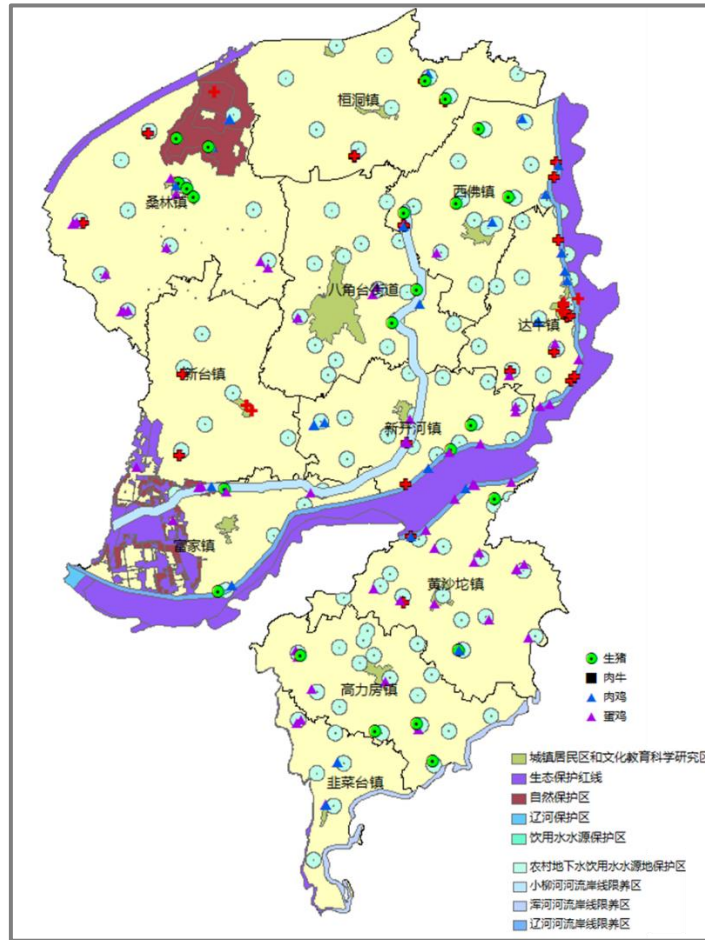 桓洞镇
西佛镇
桑林镇
八角台街道
达牛镇
新台镇
新开河镇
富家镇
黄沙坨镇
高力房镇
韭菜台镇
生猪
肉牛
肉鸡
蛋鸡
城镇居民区和文化教育科学研究区
生态保护红线
自然保护区
辽河保护区
饮用水水源保护区
农村地下水饮用水水源地保护区
小柳河河流岸线限养区
浑河河流岸线限养区
辽河河流岸线限养区